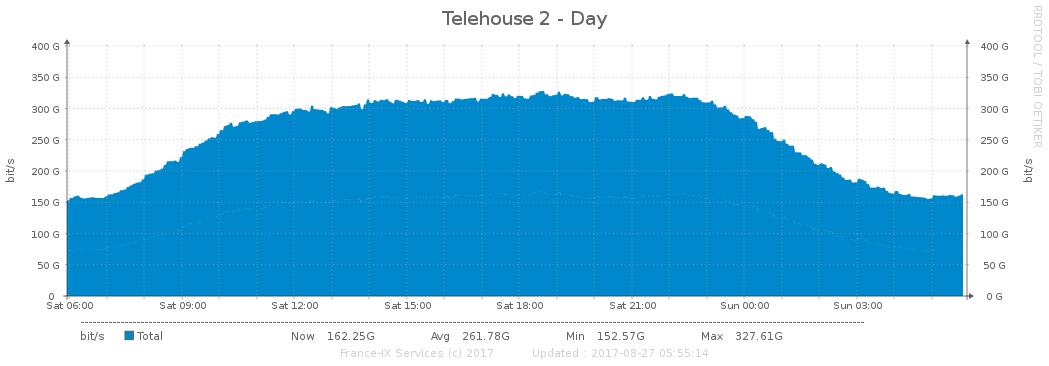 Telehouse 2 - Day
RRDTOOL / TOBI OETIKER
400 G 400 G
350 G 350 G
300 G 300 G
250 G 250 G
200 G 200 G
150 G 150 G
100 G 100 G
50 G 50 G
0 0 G
bit/s bit/s
Sat 06:00 Sat 09:00 Sat 12:00 Sat 15:00 Sat 18:00 Sat 21:00 Sun 00:00 Sun 03:00
bit/s Total Now 162.25G Avg 261.78G Min 152.57G Max 327.61G
France-IX Services (c) 2017 Updated : 2017-08-27 05:55:14